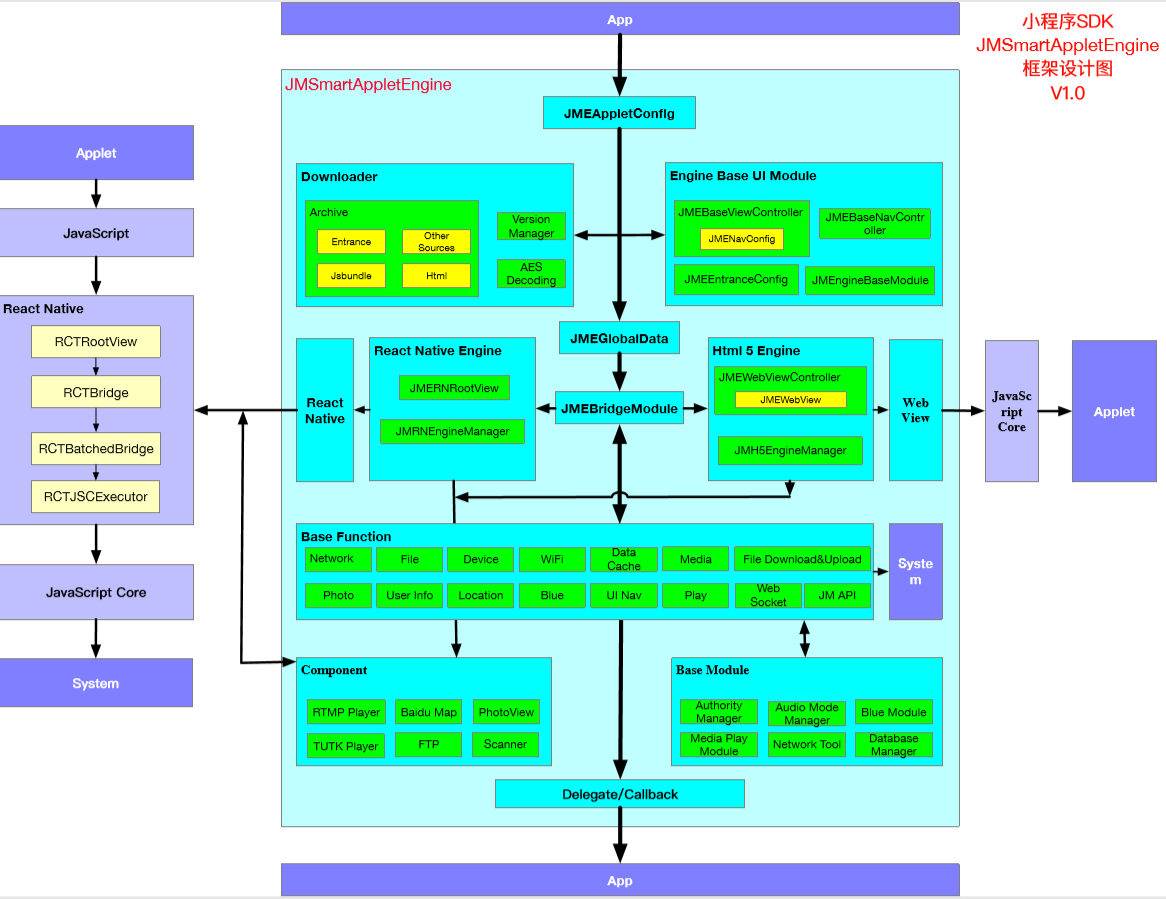 App
小程序SDK
JMSmartAppletEngine
框架设计图
V1.0
JMSmartAppletEngine
JMEAppletConfig
Applet
JavaScript
React Native
RCTRootView
RCTBridge
RCTBatchedBridge
RCTJSCExecutor
JavaScript Core
System
Downloader
Archive
Entrance
Other
Sources
Jsbundle
Html
Version
Manager
AES
Decoding
Engine Base UI Module
JMEBaseViewController
JMENavConfig
JMEBaseNavContr
oller
JMEEntranceConfig
JMEngineBaseModule
JMEGlobalData
React
Native
React Native Engine
JMERNRootView
JMRNEngineManager
JMEBridgeModule
Html 5 Engine
JMEWebViewController
JMEWebView
JMH5EngineManager
Web
View
JavaSc
ript
Core
Applet
Base Function
Network
File
Device
WiFi
Data
Cache
Media
File Download&Upload
Photo
User Info
Location
Blue
UI Nav
Play
Web
Socket
JM API
Syste
m
Component
RTMP Player
Baidu Map
PhotoView
TUTK Player
FTP
Scanner
Base Module
Authority
Manager
Audio Mode
Manager
Blue Module
Media Play
Module
Network Tool
Database
Manager
Delegate/Callback
App